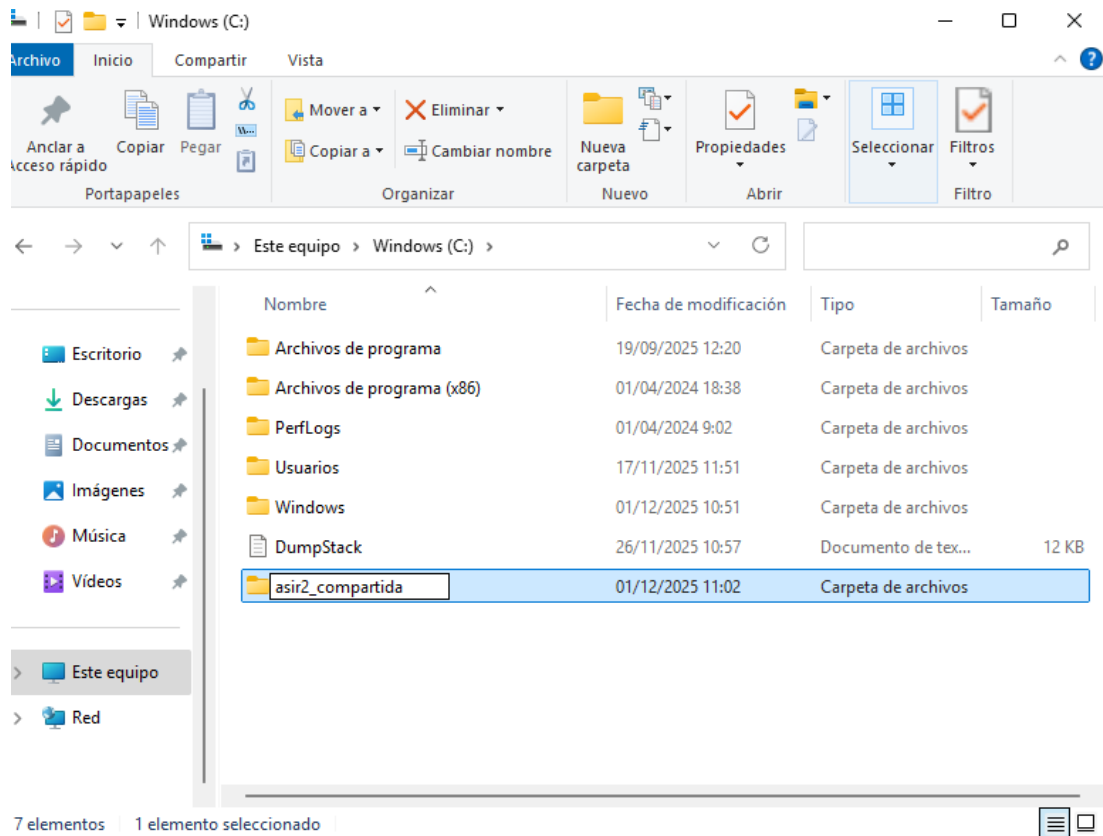 Windows (C:)
Archivo Inicio Compartir Vista
Anclar a Acceso rápido
Copiar
Pegar
Mover a
Copiar a
Eliminar
Cambiar nombre
Nueva carpeta
Propiedades
Seleccionar
Filtros
Portapapeles Organizar Nuevo Abrir Filtro
Este equipo > Windows (C:) >
Nombre Fecha de modificación Tipo Tamaño
Escritorio
Descargas
Documentos
Imágenes
Música
Vídeos
Este equipo
Red
Archivos de programa 19/09/2025 12:20 Carpeta de archivos
Archivos de programa (x86) 01/04/2024 18:38 Carpeta de archivos
PerfLogs 01/04/2024 9:02 Carpeta de archivos
Usuarios 17/11/2025 11:51 Carpeta de archivos
Windows 01/12/2025 10:51 Carpeta de archivos
DumpStack 26/11/2025 10:57 Documento de tex... 12 KB
asir2_compartida 01/12/2025 11:02 Carpeta de archivos
7 elementos 1 elemento seleccionado